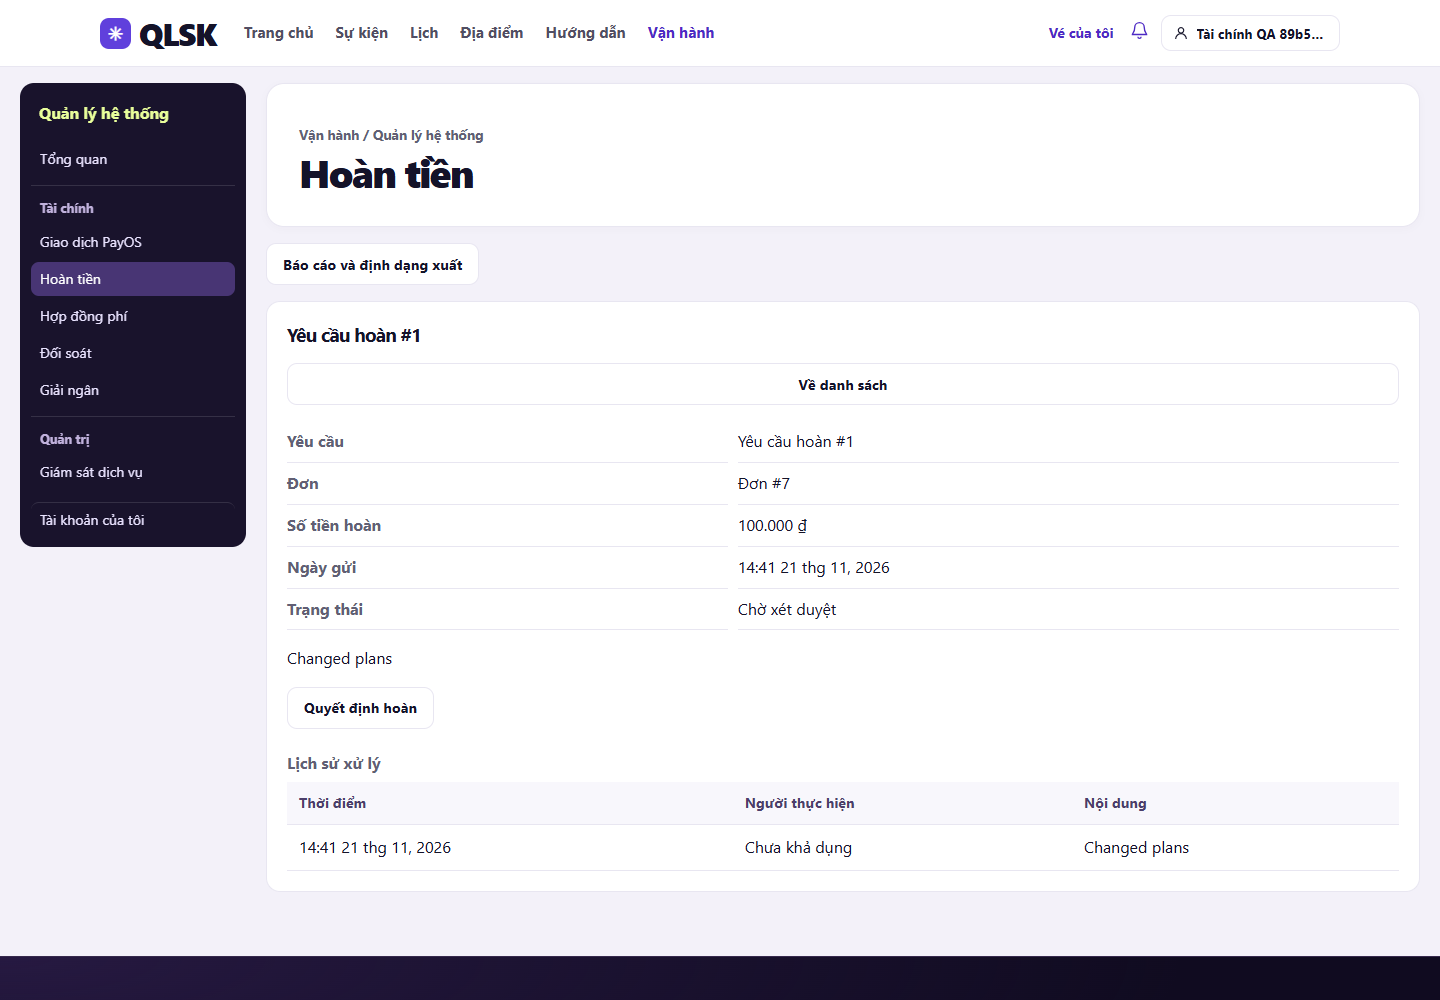 QLSK
Trang chủ
Sự kiện
Lịch
Địa điểm
Hướng dẫn
Vận hành
Vé của tôi
Tài chính QA 89b5...
Quản lý hệ thống
Tổng quan
Tài chính
Giao dịch PayOS
Hoàn tiền
Hợp đồng phí
Đối soát
Giải ngân
Quản trị
Giám sát dịch vụ
Tài khoản của tôi
Vận hành / Quản lý hệ thống
Hoàn tiền
Báo cáo và định dạng xuất
Yêu cầu hoàn #1
Về danh sách
Yêu cầu
Yêu cầu hoàn #1
Đơn
Đơn #7
Số tiền hoàn
100.000 ₫
Ngày gửi
14:41 21 thg 11, 2026
Trạng thái
Chờ xét duyệt
Changed plans
Quyết định hoàn
Lịch sử xử lý
Thời điểm
Người thực hiện
Nội dung
14:41 21 thg 11, 2026
Chưa khả dụng
Changed plans